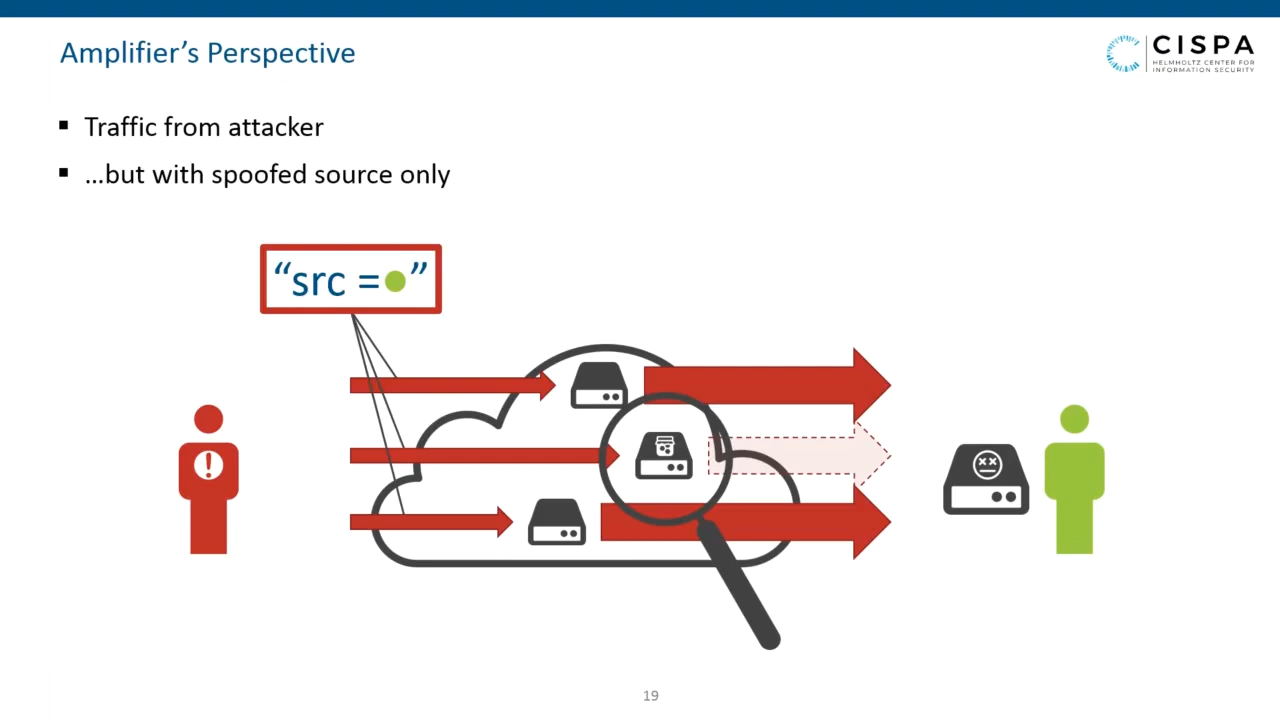 Amplifier's Perspective
CISPA
HELMHOLTZ CENTER FOR
INFORMATION SECURITY
▪ Traffic from attacker
▪ ...but with spoofed source only
“src =●”
19